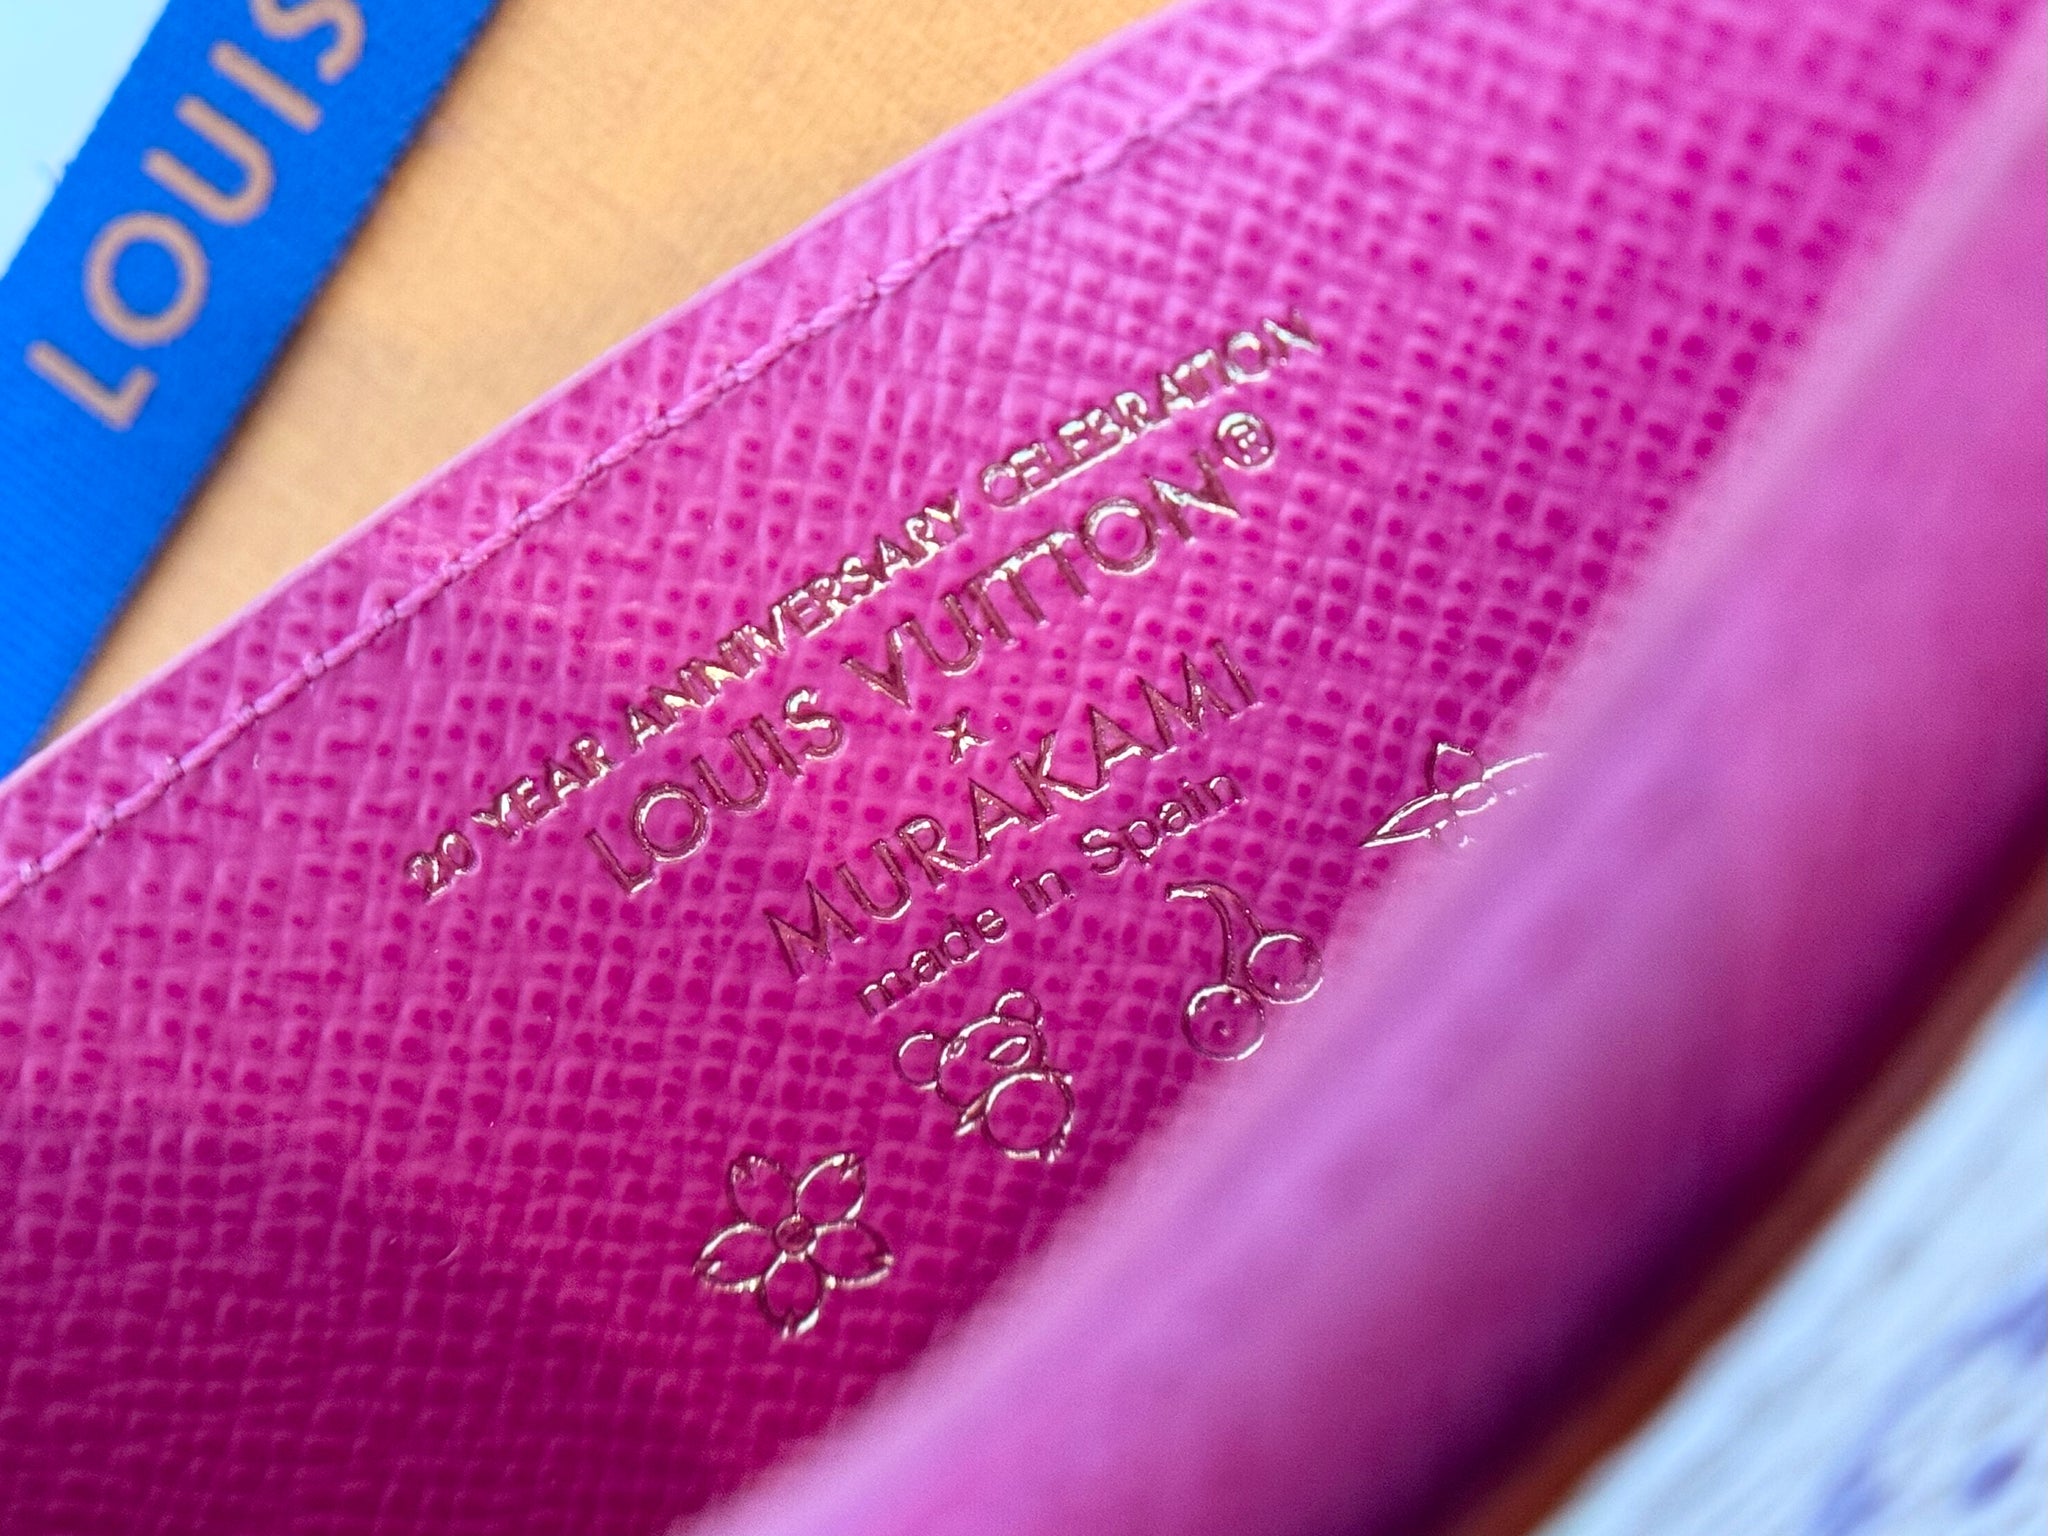 LOUIS
20 YEAR ANNIVERSARY CELEBRATION
LOUIS VUITTON®
x
MURAKAMI
made in Spain